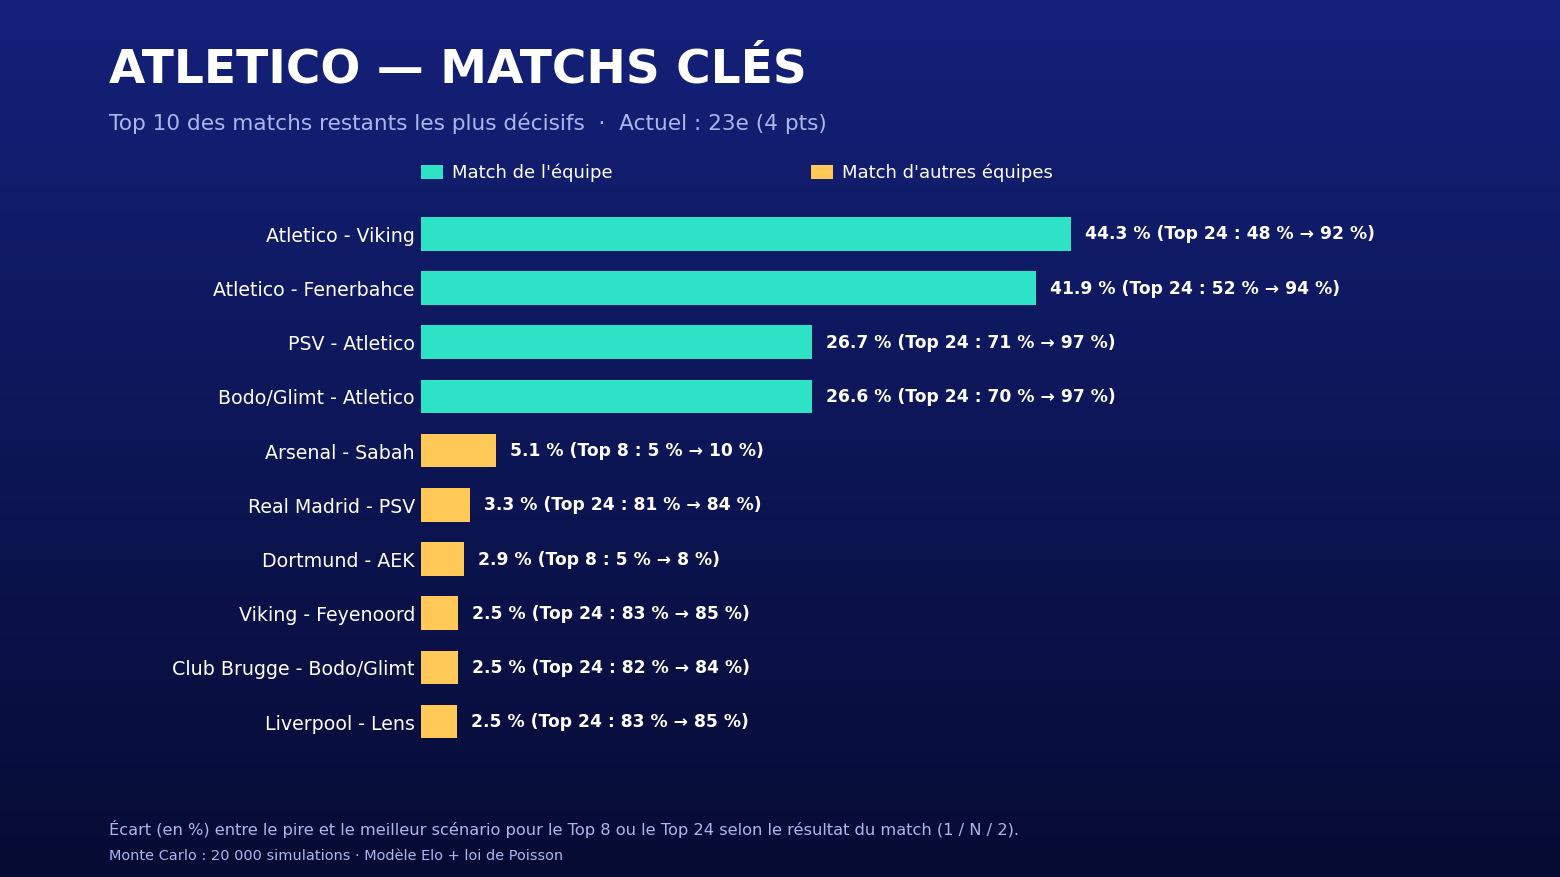 ATLETICO — MATCHS CLÉS
Top 10 des matchs restants les plus décisifs · Actuel : 23e (4 pts)
Match de l'équipe Match d'autres équipes
Atletico - Viking 44.3 % (Top 24 : 48 % → 92 %)
Atletico - Fenerbahce 41.9 % (Top 24 : 52 % → 94 %)
PSV - Atletico 26.7 % (Top 24 : 71 % → 97 %)
Bodo/Glimt - Atletico 26.6 % (Top 24 : 70 % → 97 %)
Arsenal - Sabah 5.1 % (Top 8 : 5 % → 10 %)
Real Madrid - PSV 3.3 % (Top 24 : 81 % → 84 %)
Dortmund - AEK 2.9 % (Top 8 : 5 % → 8 %)
Viking - Feyenoord 2.5 % (Top 24 : 83 % → 85 %)
Club Brugge - Bodo/Glimt 2.5 % (Top 24 : 82 % → 84 %)
Liverpool - Lens 2.5 % (Top 24 : 83 % → 85 %)
Écart (en %) entre le pire et le meilleur scénario pour le Top 8 ou le Top 24 selon le résultat du match (1 / N / 2).
Monte Carlo : 20 000 simulations · Modèle Elo + loi de Poisson